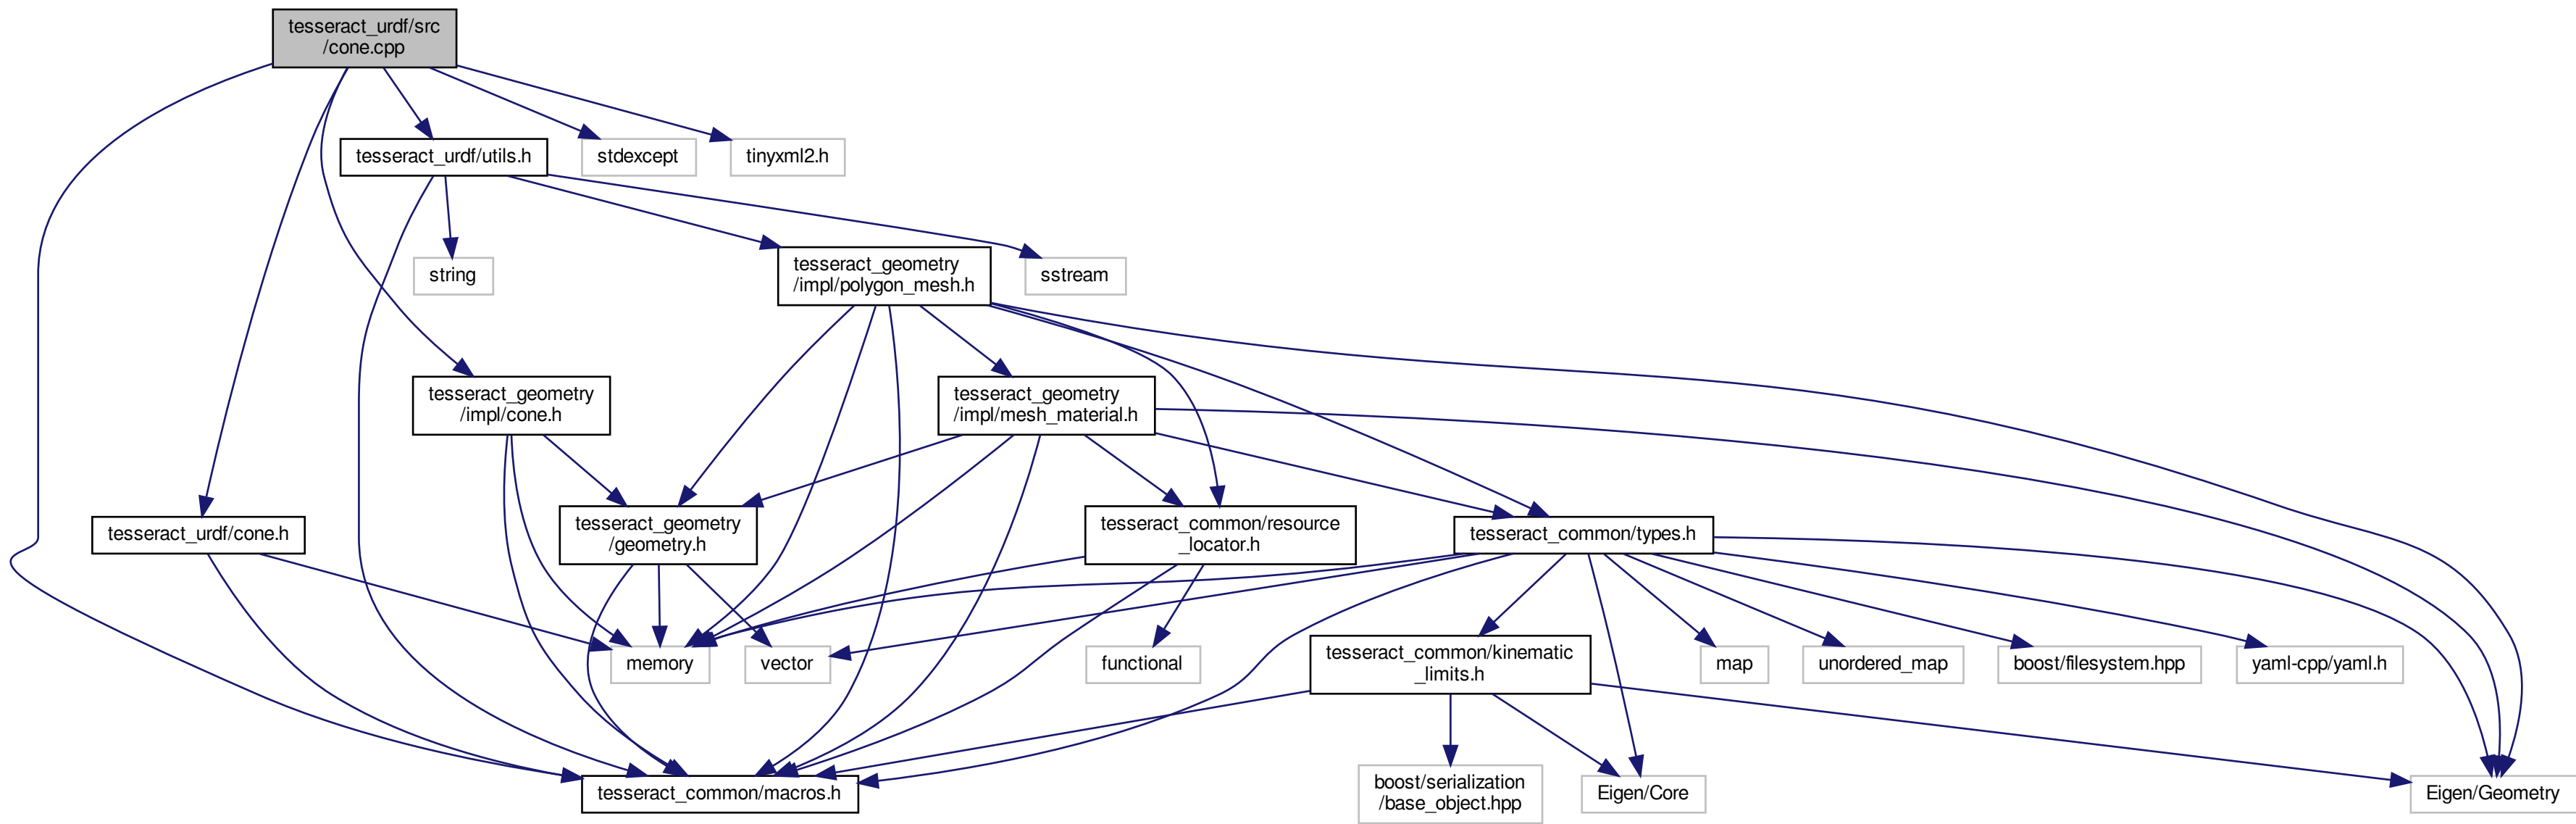 tesseract_urdf/src
/cone.cpp
tesseract_urdf/utils.h
stdexcept
tinyxml2.h
string
tesseract_geometry
/impl/polygon_mesh.h
sstream
tesseract_geometry
/impl/cone.h
tesseract_geometry
/impl/mesh_material.h
tesseract_urdf/cone.h
tesseract_geometry
/geometry.h
tesseract_common/resource
_locator.h
tesseract_common/types.h
memory
vector
functional
tesseract_common/kinematic
_limits.h
map
unordered_map
boost/filesystem.hpp
yaml-cpp/yaml.h
tesseract_common/macros.h
boost/serialization
/base_object.hpp
Eigen/Core
Eigen/Geometry